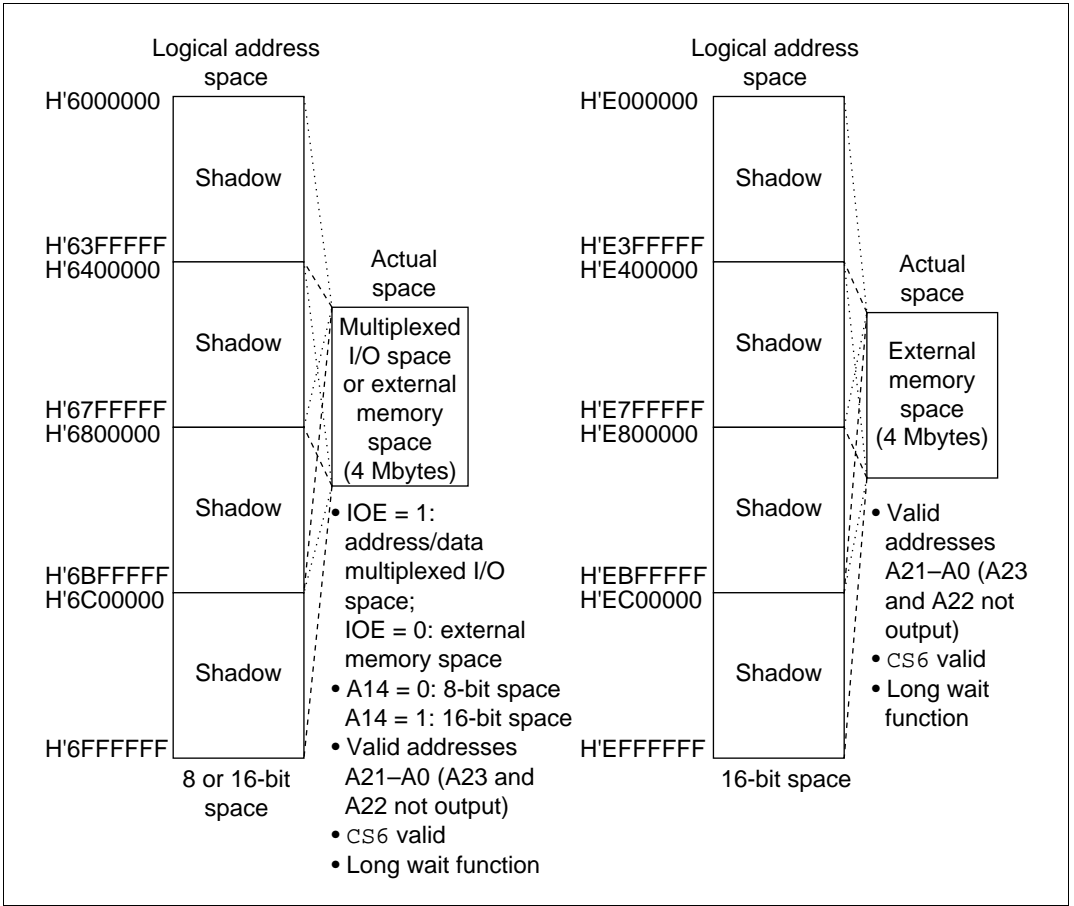 Logical address
space
H'6000000
Shadow
H'63FFFFF
H'6400000
Shadow
H'67FFFFF
H'6800000
Shadow
H'6BFFFFF
H'6C00000
Shadow
H'6FFFFFF
8 or 16-bit
space
Actual
space
Multiplexed
I/O space
or external
memory
space
(4 Mbytes)
• IOE = 1:
address/data
multiplexed I/O
space;
IOE = 0: external
memory space
• A14 = 0: 8-bit space
A14 = 1: 16-bit space
• Valid addresses
A21–A0 (A23 and
A22 not output)
• CS6 valid
• Long wait function
Logical address
space
H'E000000
Shadow
H'E3FFFFF
H'E400000
Shadow
H'E7FFFFF
H'E800000
Shadow
H'EBFFFFF
H'EC00000
Shadow
H'EFFFFFF
16-bit space
Actual
space
External
memory
space
(4 Mbytes)
• Valid
addresses
A21–A0 (A23
and A22 not
output)
• CS6 valid
• Long wait
function